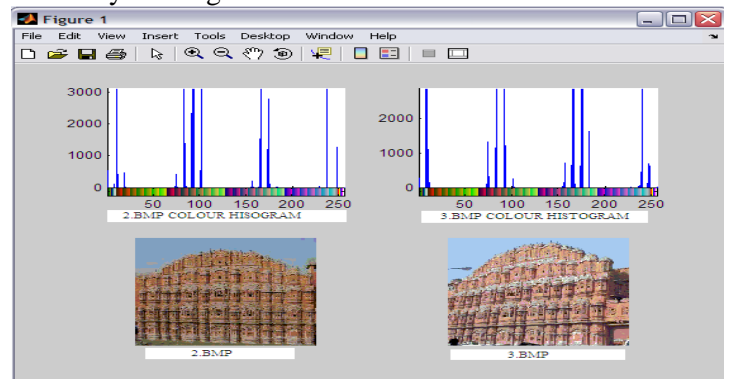 Figure 1
File Edit View Insert Tools Desktop Window Help
3000
2000
1000
0
50 100 150 200 250
2.BMP COLOUR HISOGRAM
2000
1000
0
50 100 150 200 250
3.BMP COLOUR HISTOGRAM
2.BMP
3.BMP